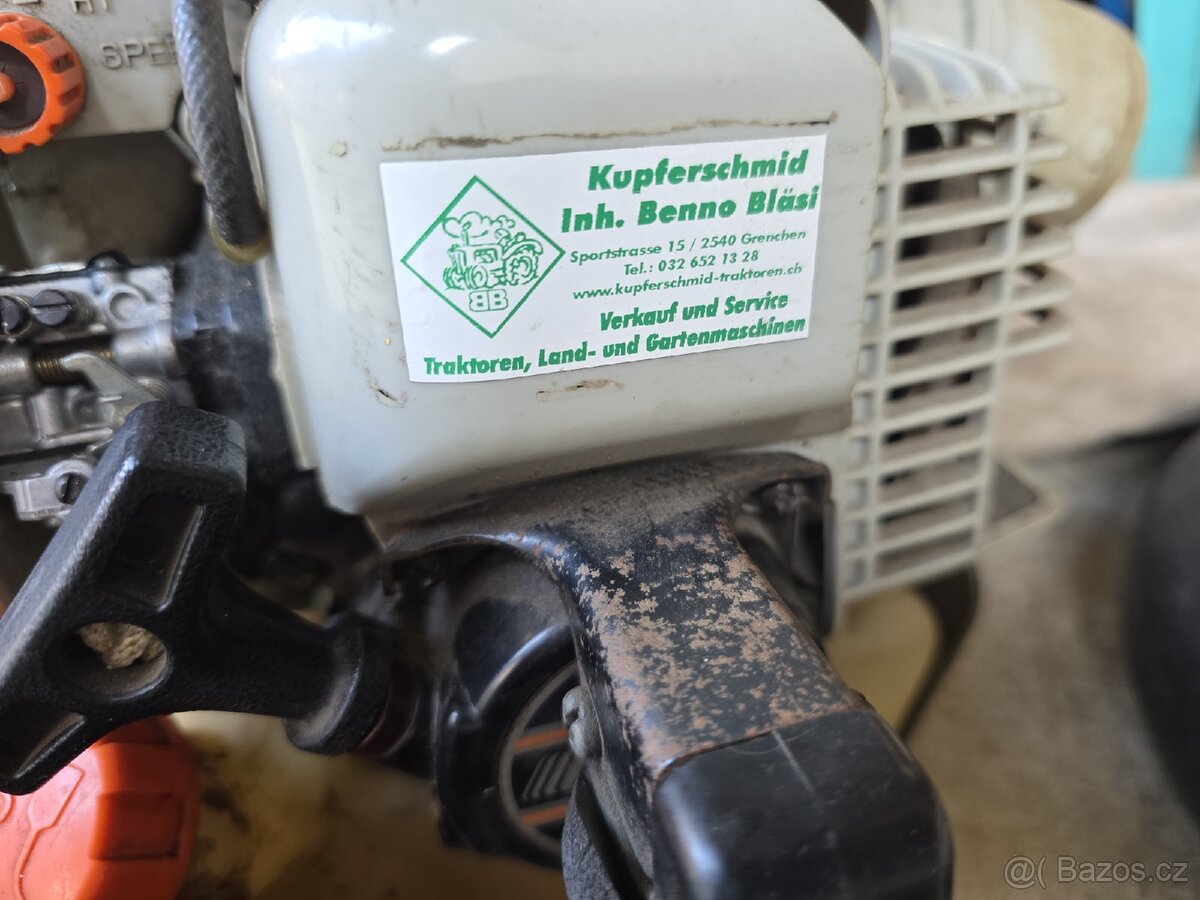 HI
Kupferschmid
Inh. Benno Bläsi
Sportstrasse 15 / 2540 Grenchen
Tel.: 032 652 13 28
www.kupferschmid-traktoren.ch
BB
Verkauf und Service
Traktoren, Land- und Gartenmaschinen
@( Bazos.cz